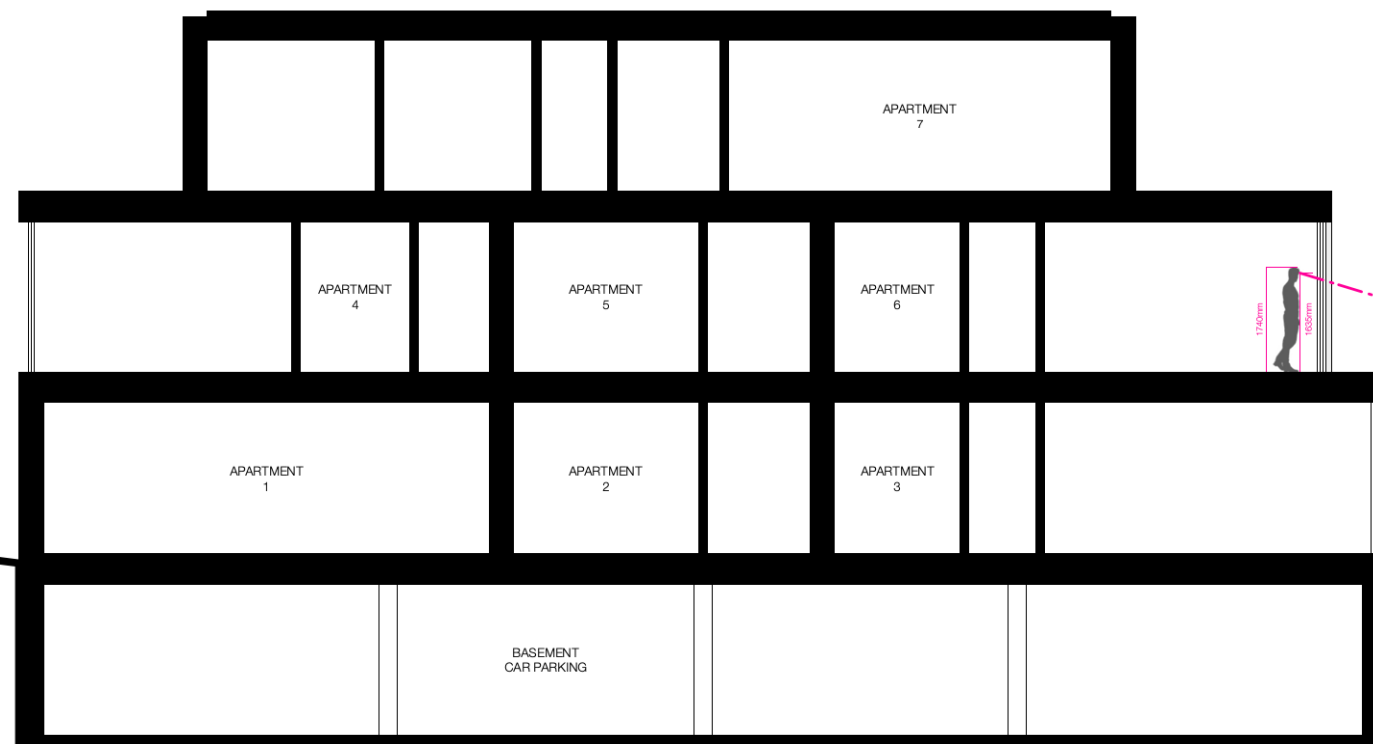 APARTMENT
7
APARTMENT
4
APARTMENT
5
APARTMENT
6
1740mm
1635mm
APARTMENT
1
APARTMENT
2
APARTMENT
3
BASEMENT
CAR PARKING